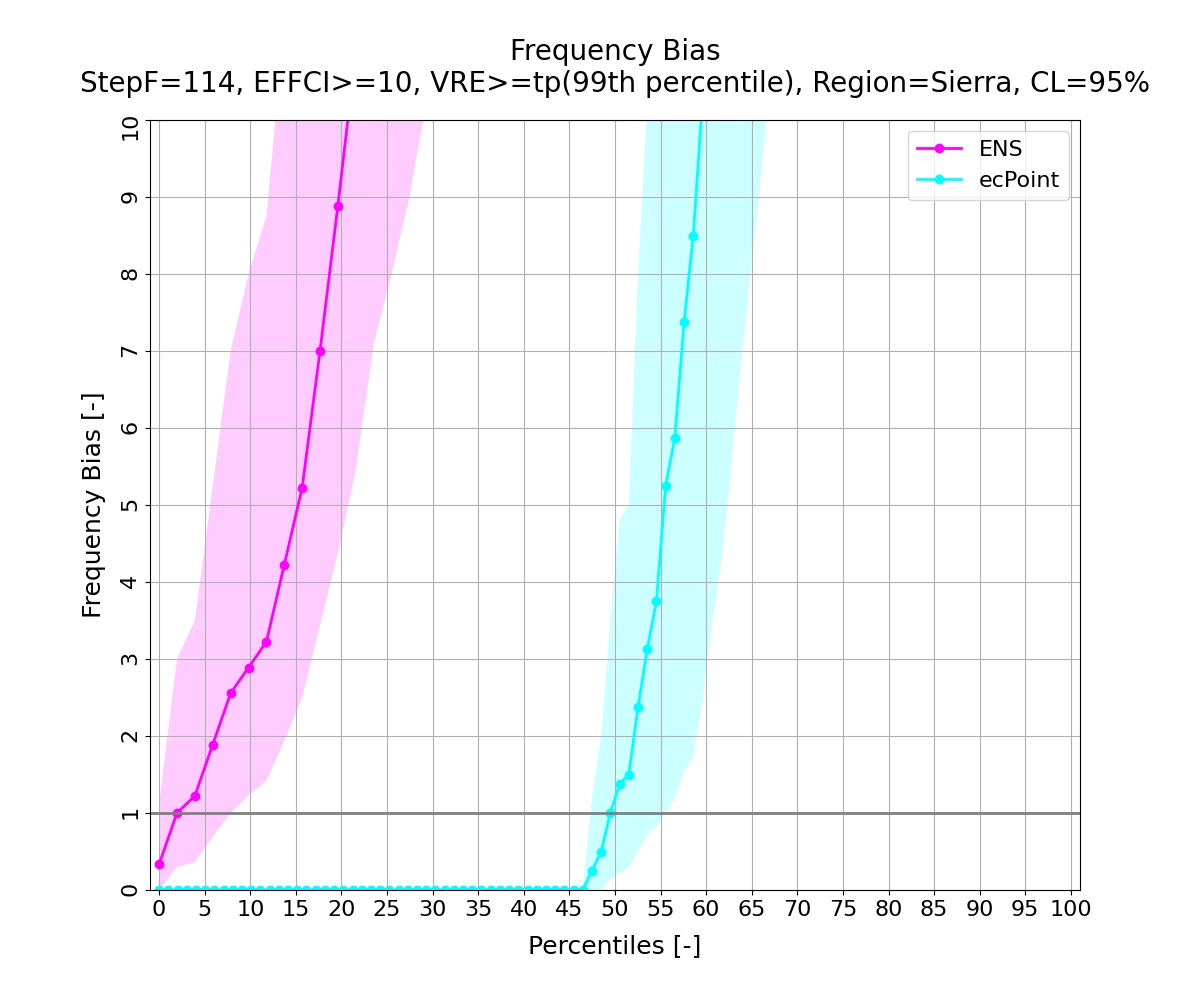 Frequency Bias
StepF=114, EFFCI>=10, VRE>=tp(99th percentile), Region=Sierra, CL=95%
ENS
ecPoint
Frequency Bias [-]
10
9
8
7
6
5
4
3
2
1
0
0 5 10 15 20 25 30 35 40 45 50 55 60 65 70 75 80 85 90 95 100
Percentiles [-]